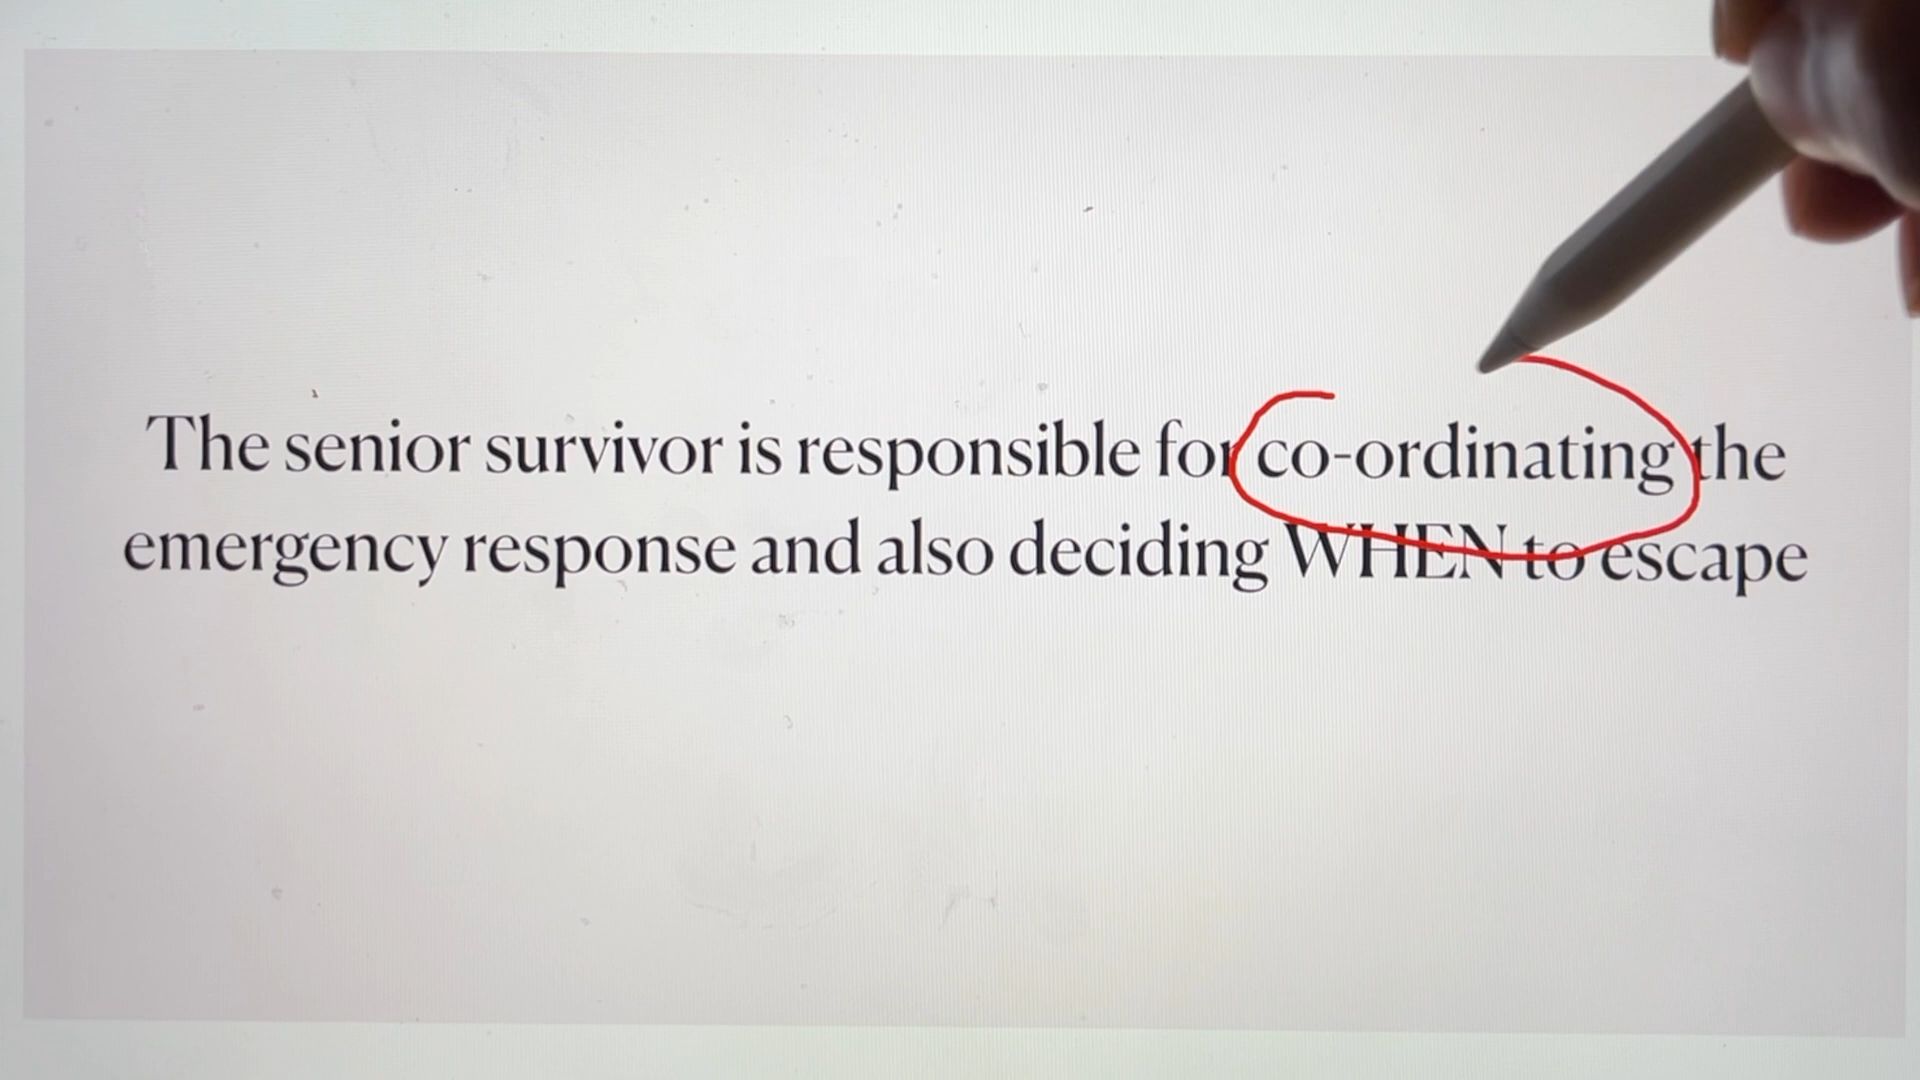 The senior survivor is responsible for co-ordinating the
emergency response and also deciding WHEN to escape